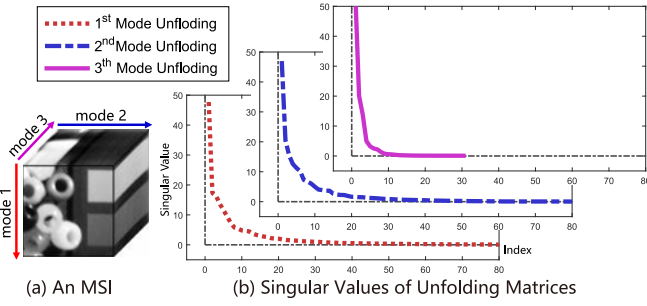 1st Mode Unfloding
2nd Mode Unfloding
3th Mode Unfloding
mode 1
mode 2
mode 3
(a) An MSI
50
40
30
20
10
0
0 10 20 30 40 50 60 70 80
Singular Value
Index
50
40
30
20
10
0
0 10 20 30 40 50 60 70 80
50
40
30
20
10
0
0 10 20 30 40 50 60 70 80
(b) Singular Values of Unfolding Matrices